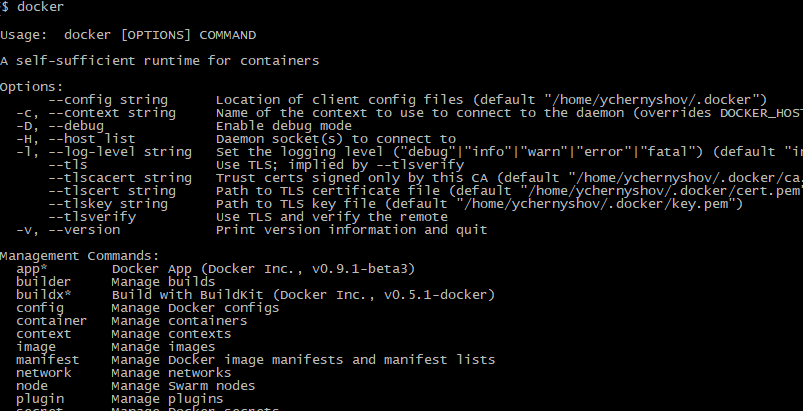 $ docker
Usage:  docker [OPTIONS] COMMAND
A self-sufficient runtime for containers
Options:
      --config string      Location of client config files (default "/home/ychernyshov/.docker")
  -c, --context string     Name of the context to use to connect to the daemon (overrides DOCKER_HOST
  -D, --debug              Enable debug mode
  -H, --host list          Daemon socket(s) to connect to
  -l, --log-level string   Set the logging level ("debug"|"info"|"warn"|"error"|"fatal") (default "in
      --tls                Use TLS; implied by --tlsverify
      --tlscacert string   Trust certs signed only by this CA (default "/home/ychernyshov/.docker/ca.
      --tlscert string     Path to TLS certificate file (default "/home/ychernyshov/.docker/cert.pem"
      --tlskey string      Path to TLS key file (default "/home/ychernyshov/.docker/key.pem")
      --tlsverify          Use TLS and verify the remote
  -v, --version            Print version information and quit
Management Commands:
  app*        Docker App (Docker Inc., v0.9.1-beta3)
  builder     Manage builds
  buildx*     Build with BuildKit (Docker Inc., v0.5.1-docker)
  config      Manage Docker configs
  container   Manage containers
  context     Manage contexts
  image       Manage images
  manifest    Manage Docker image manifests and manifest lists
  network     Manage networks
  node        Manage Swarm nodes
  plugin      Manage plugins
  secret      Manage Docker secrets